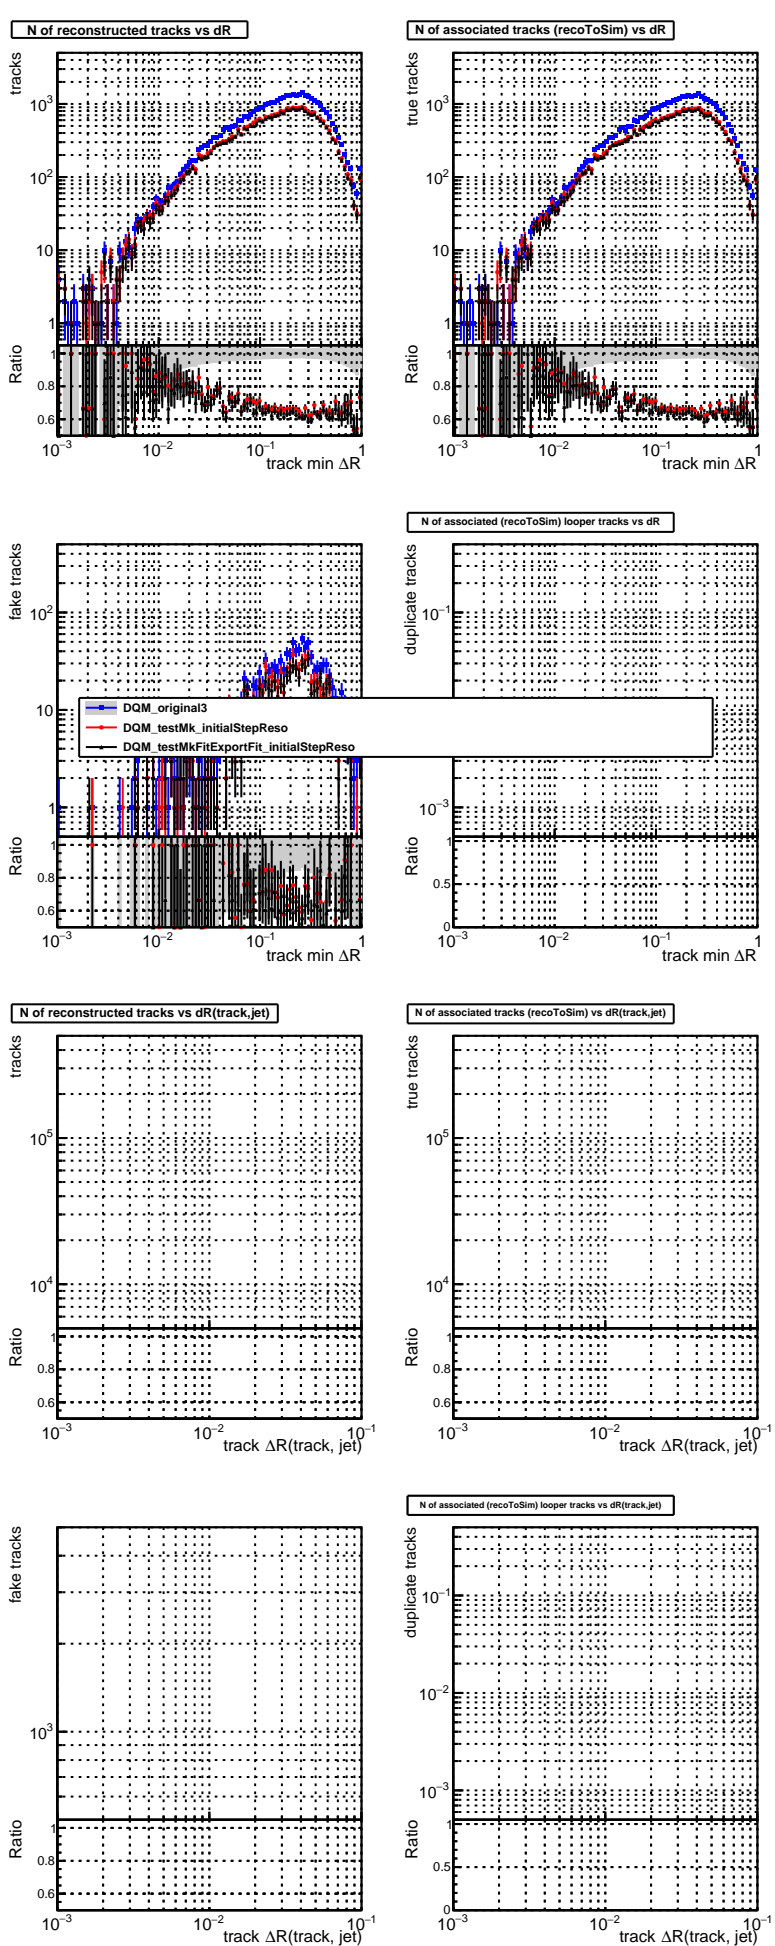 N of reconstructed tracks vs dR
tracks
10³
10²
10
1
Ratio
1
0.8
0.6
10⁻³
10⁻²
10⁻¹
1
track min ΔR
N of associated tracks (recoToSim) vs dR
true tracks
10³
10²
10
1
Ratio
1
0.8
0.6
10⁻³
10⁻²
10⁻¹
1
track min ΔR
fake tracks
10²
10
1
Ratio
1
0.8
0.6
10⁻³
10⁻²
10⁻¹
1
track min ΔR
N of associated (recoToSim) looper tracks vs dR
duplicate tracks
10⁻¹
10⁻³
Ratio
1
0.5
0
10⁻³
10⁻²
10⁻¹
1
track min ΔR
DQM_original3
DQM_testMk_initialStepReso
DQM_testMkFitExportFit_initialStepReso
N of reconstructed tracks vs dR(track,jet)
tracks
10⁵
10⁴
Ratio
1
0.8
0.6
10⁻³
10⁻²
10⁻¹
track ΔR(track, jet)
N of associated tracks (recoToSim) vs dR(track,jet)
true tracks
10⁵
10⁴
Ratio
1
0.8
0.6
10⁻³
10⁻²
10⁻¹
track ΔR(track, jet)
fake tracks
10³
Ratio
1
0.8
0.6
10⁻³
10⁻²
10⁻¹
track ΔR(track, jet)
N of associated (recoToSim) looper tracks vs dR(track,jet)
duplicate tracks
10⁻¹
10⁻²
10⁻³
Ratio
1
0.5
0
10⁻³
10⁻²
10⁻¹
track ΔR(track, jet)